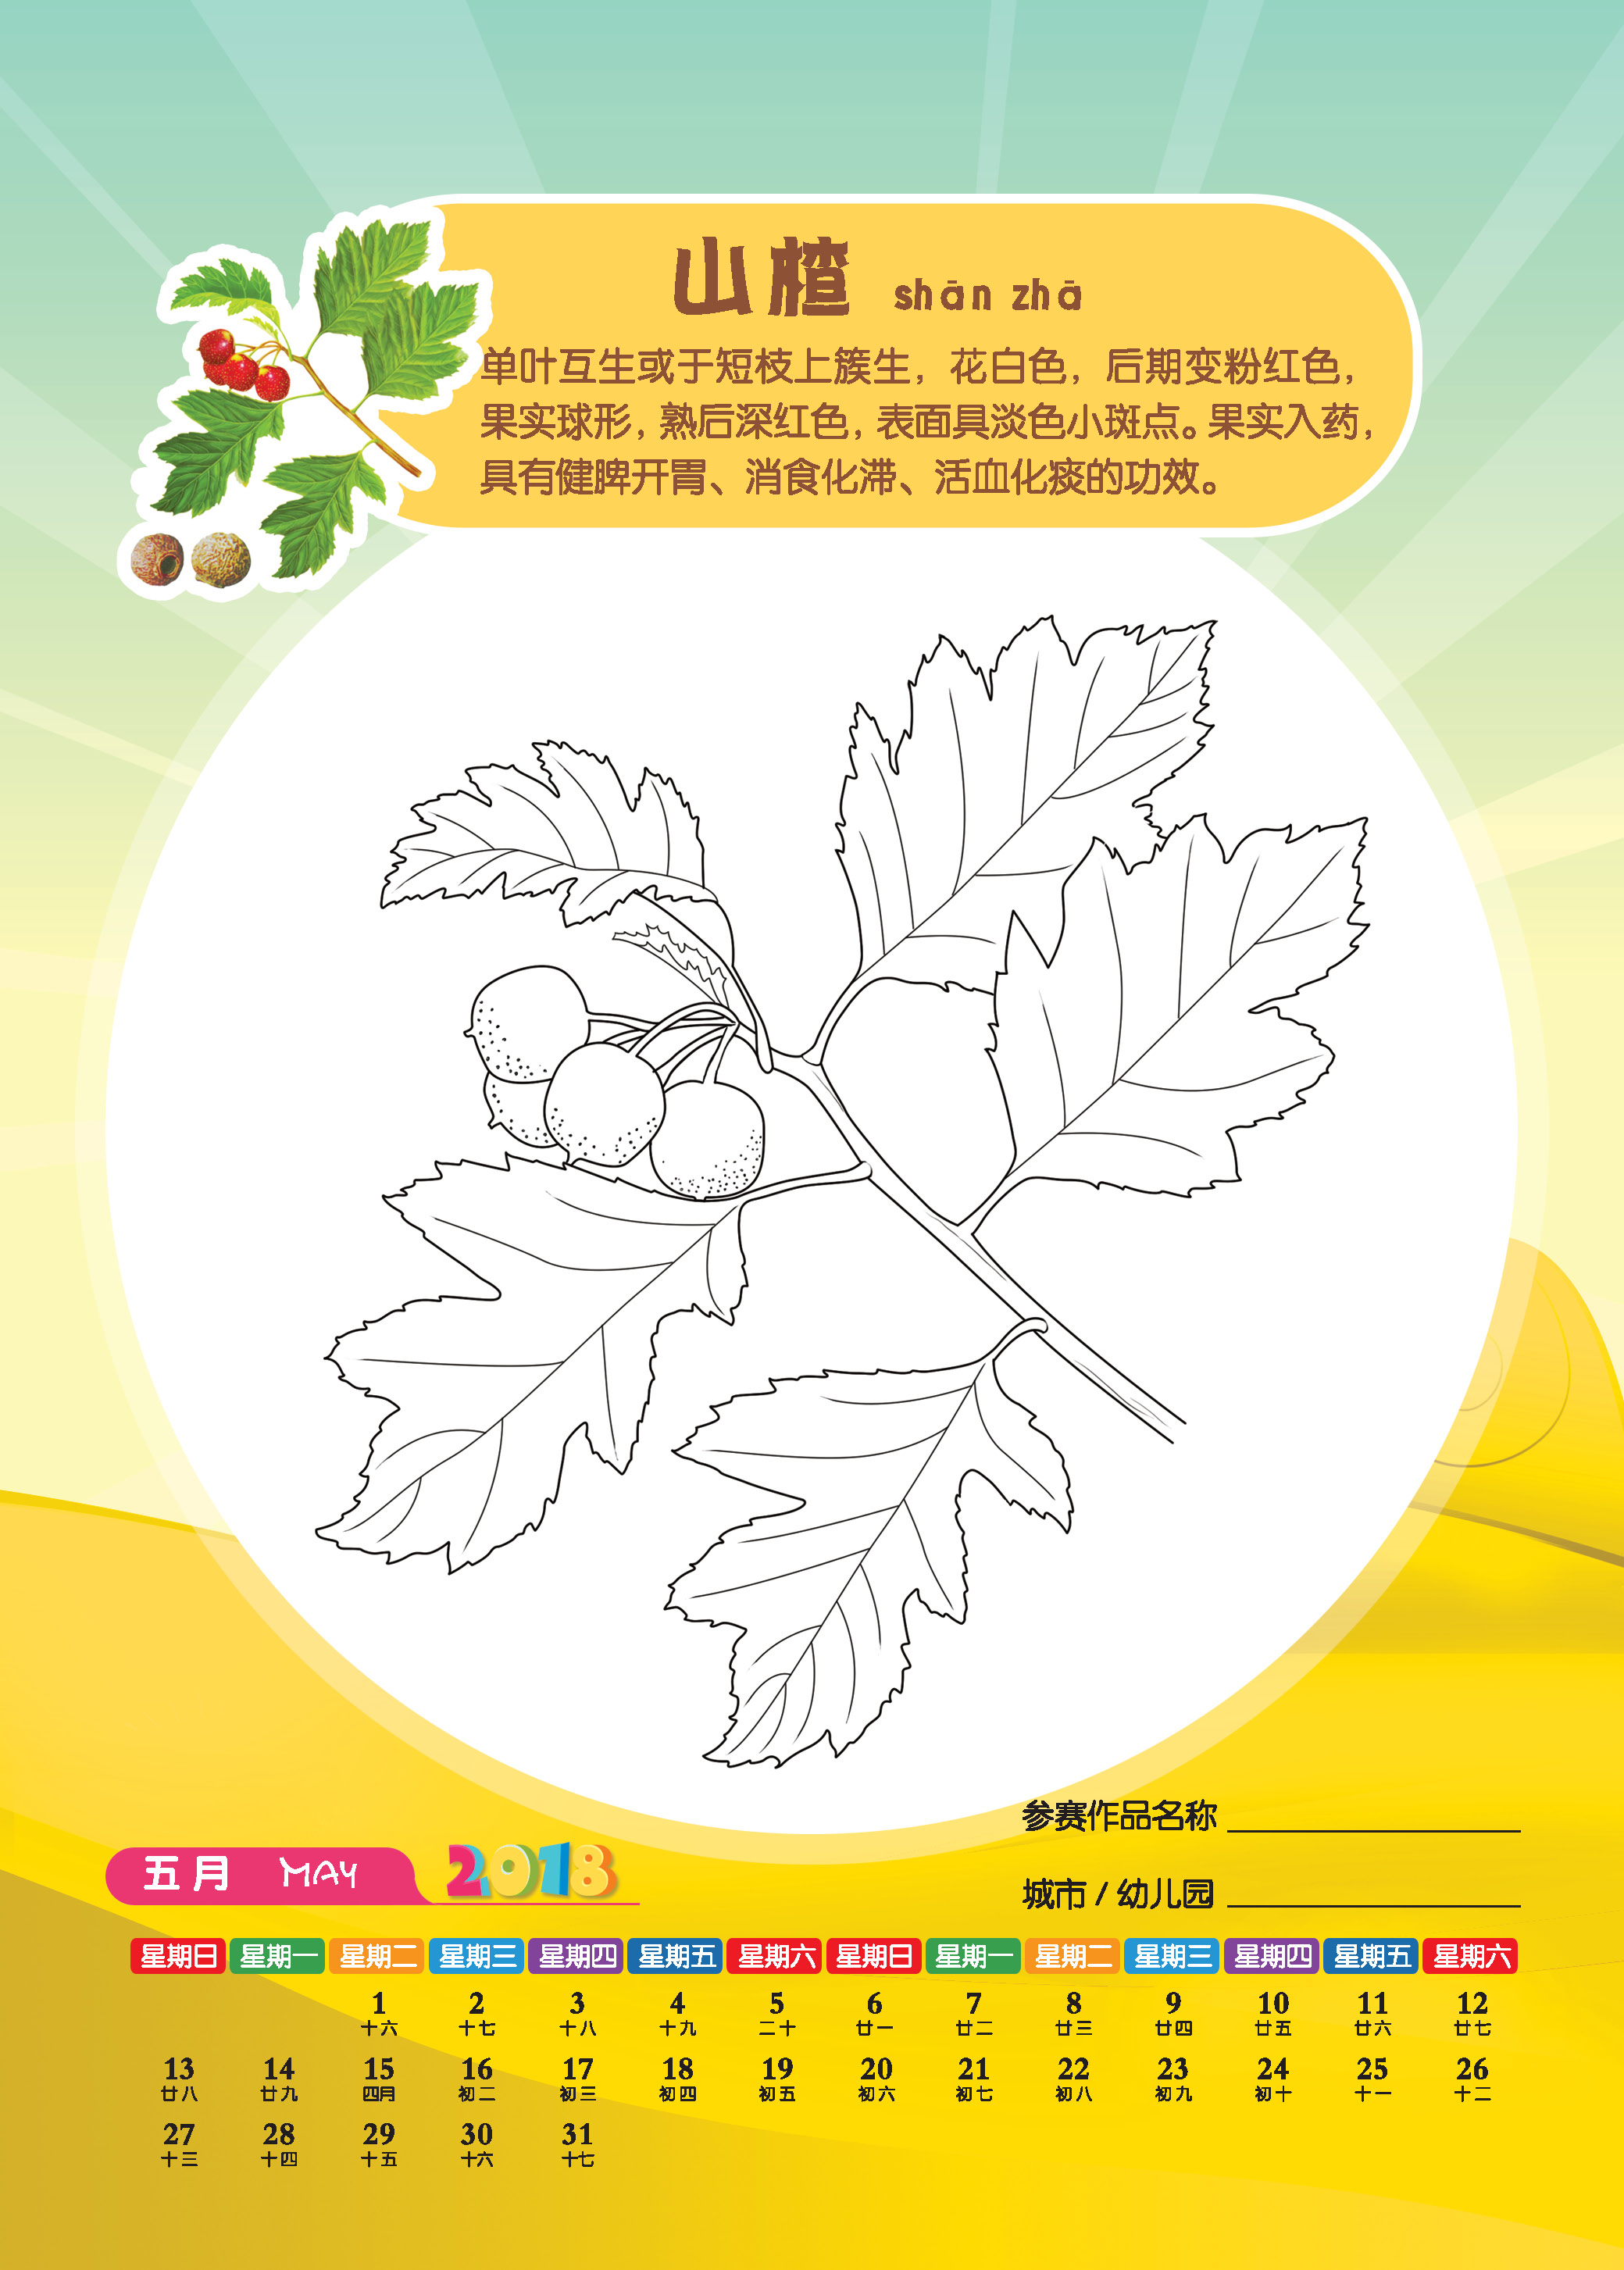 山楂 shān zhā
单叶互生或于短枝上簇生，花白色，后期变粉红色，
果实球形，熟后深红色，表面具淡色小斑点。果实入药，
具有健脾开胃、消食化滞、活血化痰的功效。
参赛作品名称
五月 MAY 2018
城市 / 幼儿园
星期日 星期一 星期二 星期三 星期四 星期五 星期六 星期日 星期一 星期二 星期三 星期四 星期五 星期六
1 2 3 4 5 6 7 8 9 10 11 12
十六 十七 十八 十九 二十 廿一 廿二 廿三 廿四 廿五 廿六 廿七
13 14 15 16 17 18 19 20 21 22 23 24 25 26
廿八 廿九 四月 初二 初三 初四 初五 初六 初七 初八 初九 初十 十一 十二
27 28 29 30 31
十三 十四 十五 十六 十七